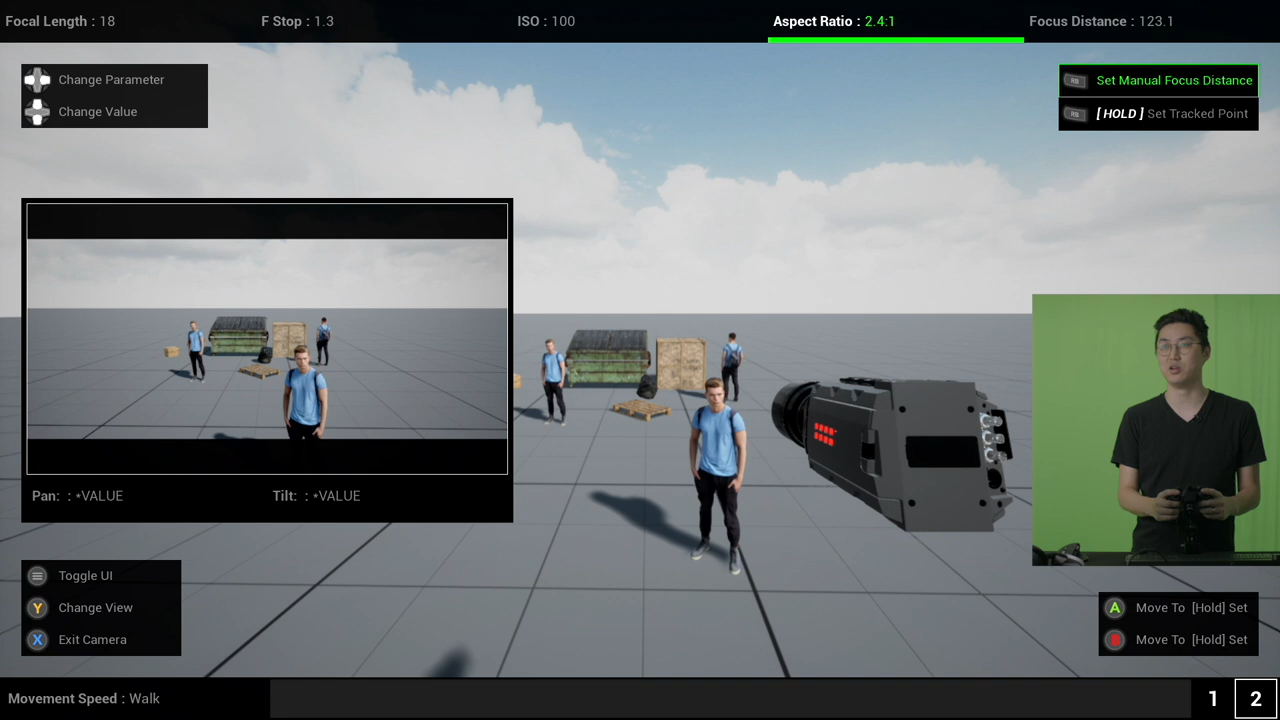 Focal Length : 18
F Stop : 1.3
ISO : 100
Aspect Ratio : 2.4:1
Focus Distance : 123.1
Change Parameter
Change Value
RB Set Manual Focus Distance
RB [ HOLD ] Set Tracked Point
Pan: : *VALUE
Tilt: : *VALUE
Toggle UI
Y Change View
X Exit Camera
A Move To [Hold] Set
B Move To [Hold] Set
Movement Speed : Walk
1
2